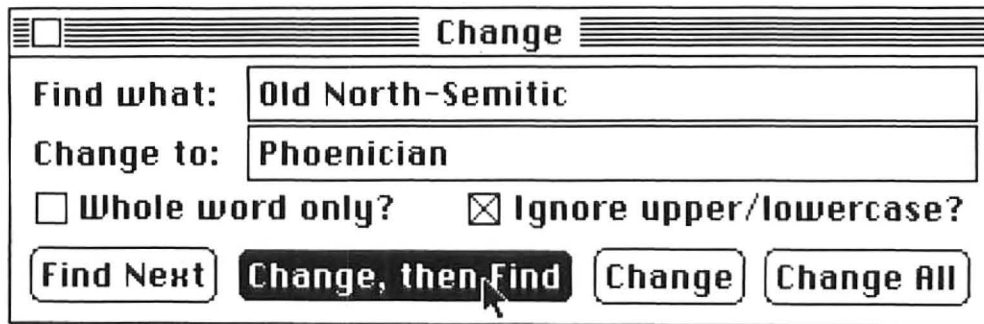 Change
Find what: Old North-Semitic
Change to: Phoenician
Whole word only? Ignore upper/lowercase?
Find Next Change, then Find Change Change All